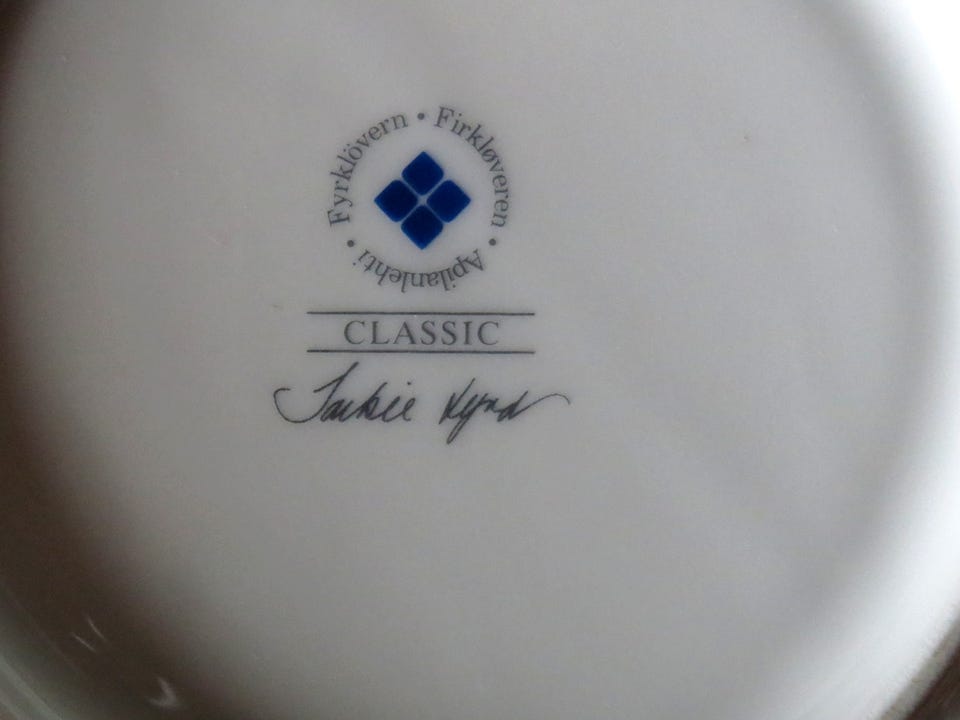 Fyrklövern • Firkløveren • Apilanlehti •
CLASSIC
Jackie Lynd